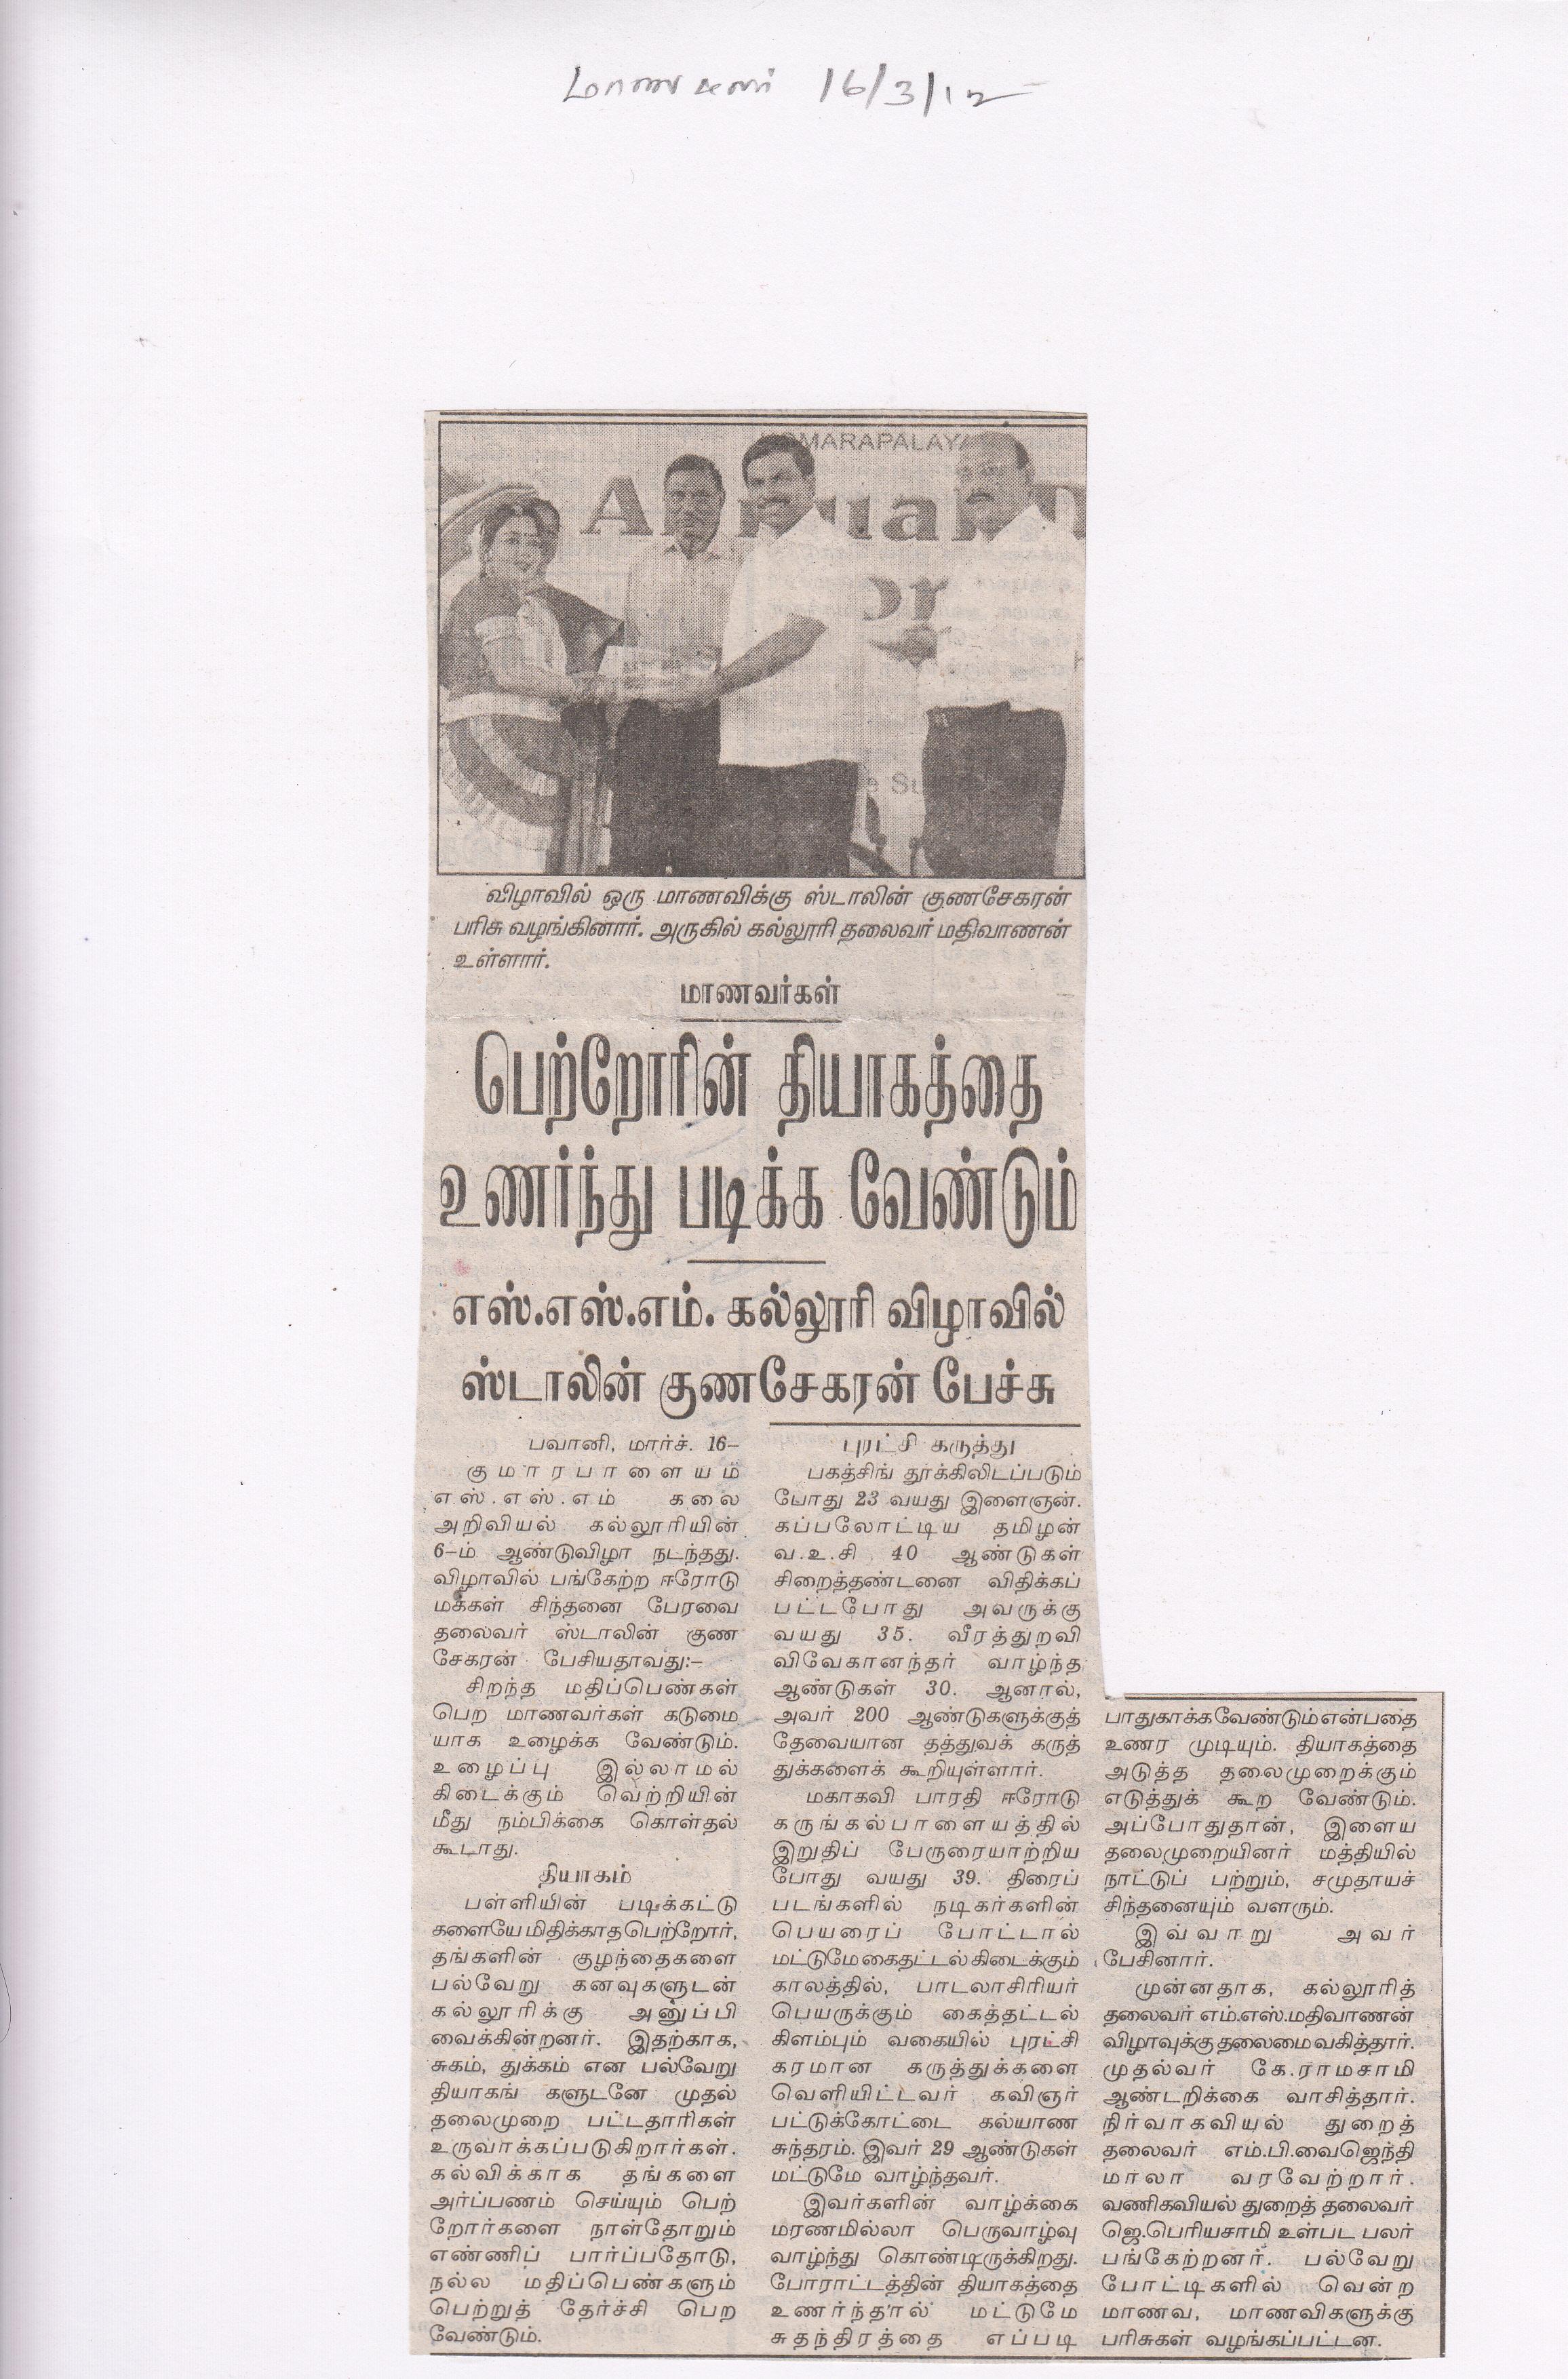 மாலை சுடர் 16/3/12
KOMARAPALAYA
Annual D
or
e Su
விழாவில் ஒரு மாணவிக்கு ஸ்டாலின் குணசேகரன்
பரிசு வழங்கினார். அருகில் கல்லூரி தலைவர் மதிவாணன்
உள்ளார்.
மாணவர்கள்
பெற்றோரின் தியாகத்தை
உணர்ந்து படிக்க வேண்டும்
எஸ்.எஸ்.எம். கல்லூரி விழாவில்
ஸ்டாலின் குணசேகரன் பேச்சு
பவானி, மார்ச். 16–
குமாரபாளையம்
எஸ்.எஸ்.எம் கலை
அறிவியல் கல்லூரியின்
6–ம் ஆண்டுவிழா நடந்தது.
விழாவில் பங்கேற்ற ஈரோடு
மக்கள் சிந்தனை பேரவை
தலைவர் ஸ்டாலின் குண
சேகரன் பேசியதாவது:–
சிறந்த மதிப்பெண்கள்
பெற மாணவர்கள் கடுமை
யாக உழைக்க வேண்டும்.
உழைப்பு இல்லாமல்
கிடைக்கும் வெற்றியின்
மீது நம்பிக்கை கொள்தல்
கூடாது.
தியாகம்
பள்ளியின் படிக்கட்டு
களையே மிதிக்காத பெற்றோர்,
தங்களின் குழந்தைகளை
பல்வேறு கனவுகளுடன்
கல்லூரிக்கு அனுப்பி
வைக்கின்றனர். இதற்காக,
சுகம், துக்கம் என பல்வேறு
தியாகங் களுடனே முதல்
தலைமுறை பட்டதாரிகள்
உருவாக்கப்படுகிறார்கள்.
கல்விக்காக தங்களை
அர்ப்பணம் செய்யும் பெற்
றோர்களை நாள்தோறும்
எண்ணிப் பார்ப்பதோடு,
நல்ல மதிப்பெண்களும்
பெற்றுத் தேர்ச்சி பெற
வேண்டும்.
புரட்சி கருத்து
பகத்சிங் தூக்கிலிடப்படும்
போது 23 வயது இளைஞன்.
கப்பலோட்டிய தமிழன்
வ.உ.சி 40 ஆண்டுகள்
சிறைத்தண்டனை விதிக்கப்
பட்டபோது அவருக்கு
வயது 35. வீரத்துறவி
விவேகானந்தர் வாழ்ந்த
ஆண்டுகள் 30. ஆனால்,
அவர் 200 ஆண்டுகளுக்குத்
தேவையான தத்துவக் கருத்
துக்களைக் கூறியுள்ளார்.
மகாகவி பாரதி ஈரோடு
கருங்கல்பாளையத்தில்
இறுதிப் பேருரையாற்றிய
போது வயது 39. திரைப்
படங்களில் நடிகர்களின்
பெயரைப் போட்டால்
மட்டுமே கைதட்டல் கிடைக்கும்
காலத்தில், பாடலாசிரியர்
பெயருக்கும் கைத்தட்டல்
கிளம்பும் வகையில் புரட்சி
கரமான கருத்துக்களை
வெளியிட்டவர் கவிஞர்
பட்டுக்கோட்டை கல்யாண
சுந்தரம். இவர் 29 ஆண்டுகள்
மட்டுமே வாழ்ந்தவர்.
இவர்களின் வாழ்க்கை
மரணமில்லா பெருவாழ்வு
வாழ்ந்து கொண்டிருக்கிறது.
போராட்டத்தின் தியாகத்தை
உணர்ந்தால் மட்டுமே
சுதந்திரத்தை எப்படி
பாதுகாக்க வேண்டும் என்பதை
உணர முடியும். தியாகத்தை
அடுத்த தலைமுறைக்கும்
எடுத்துக் கூற வேண்டும்.
அப்போதுதான், இளைய
தலைமுறையினர் மத்தியில்
நாட்டுப் பற்றும், சமுதாயச்
சிந்தனையும் வளரும்.
இவ்வாறு அவர்
பேசினார்.
முன்னதாக, கல்லூரித்
தலைவர் எம்.எஸ்.மதிவாணன்
விழாவுக்கு தலைமை வகித்தார்.
முதல்வர் கே.ராமசாமி
ஆண்டறிக்கை வாசித்தார்.
நிர்வாகவியல் துறைத்
தலைவர் எம்.பி.வைஜெந்தி
மாலா வரவேற்றார்.
வணிகவியல் துறைத் தலைவர்
ஜெ.பெரியசாமி உள்பட பலர்
பங்கேற்றனர். பல்வேறு
போட்டிகளில் வென்ற
மாணவ, மாணவிகளுக்கு
பரிசுகள் வழங்கப்பட்டன.